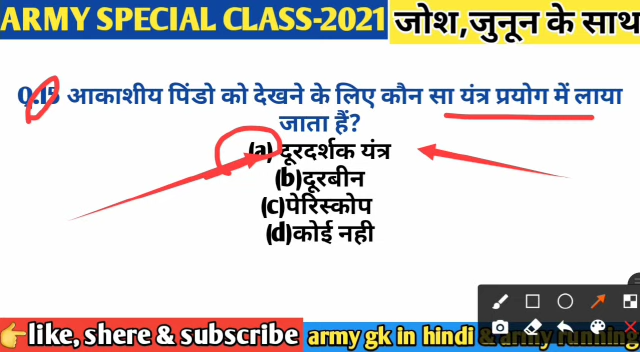 ARMY SPECIAL CLASS-2021 जोश,जुनून के साथ
Q.15 आकाशीय पिंडो को देखने के लिए कौन सा यंत्र प्रयोग में लाया
जाता हैं?
(a) दूरदर्शक यंत्र
(b)दूरबीन
(c)पेरिस्कोप
(d)कोई नही
like, shere & subscribe army gk in hindi & army running